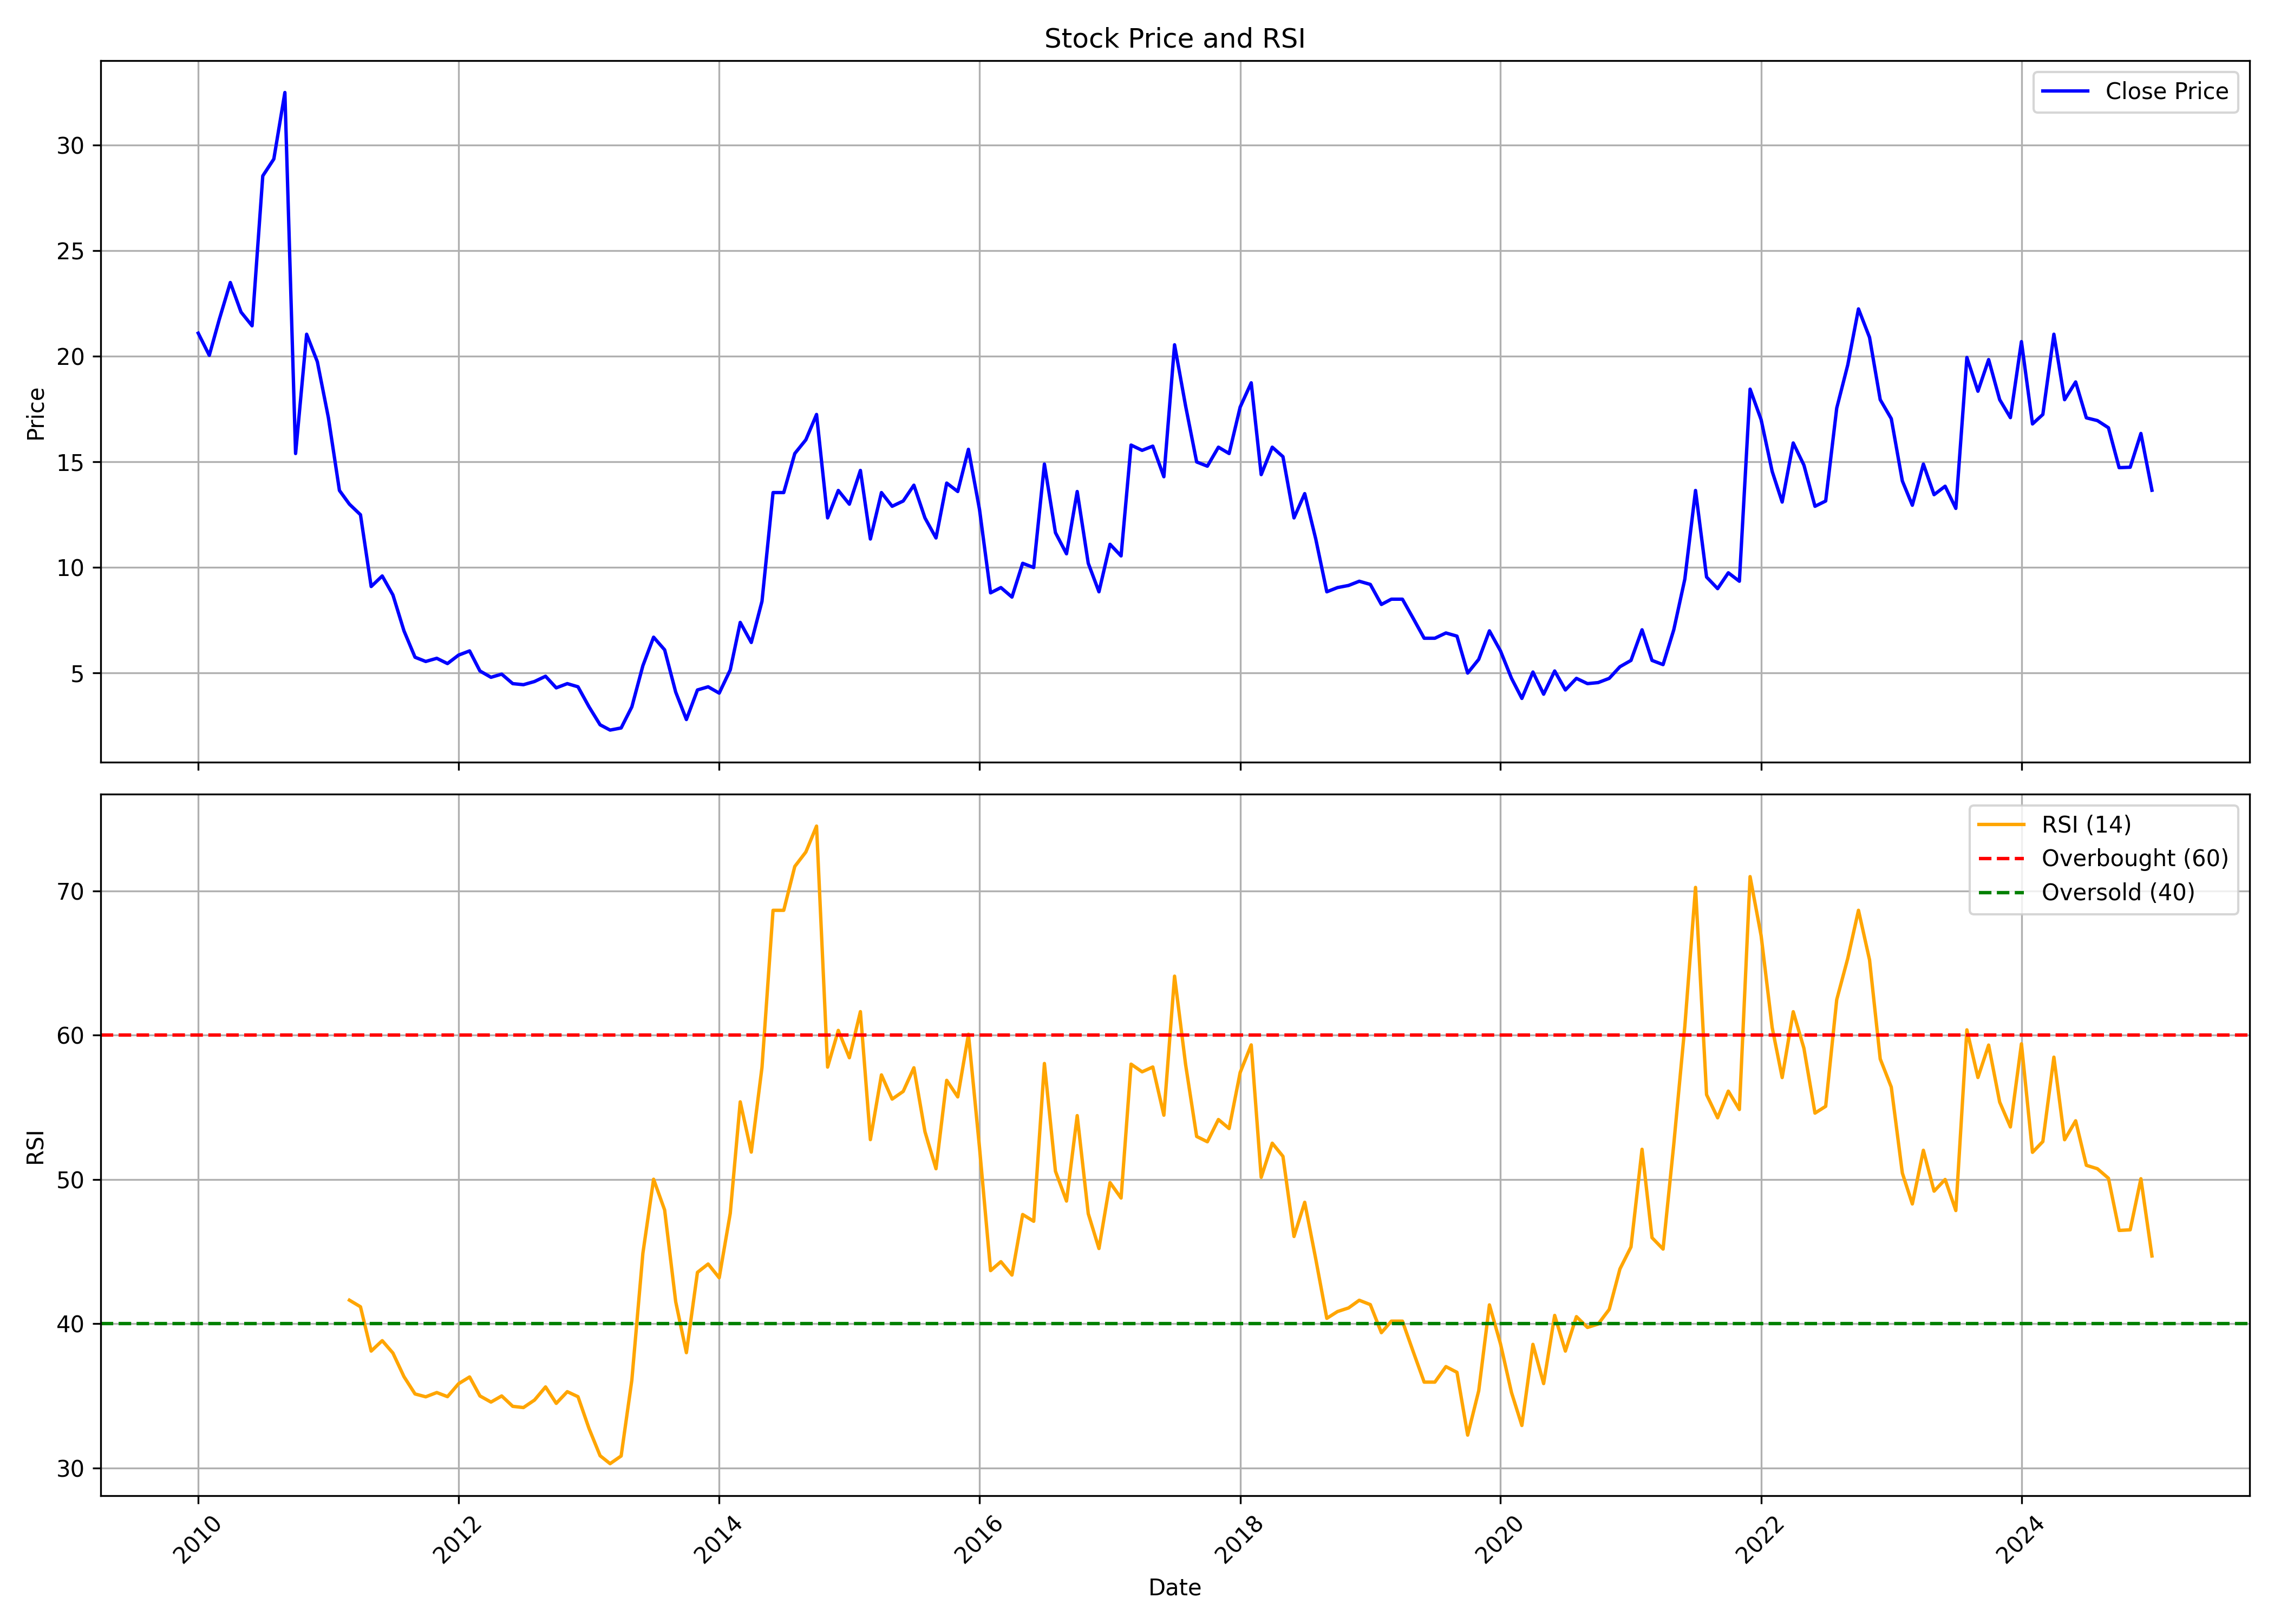 Stock Price and RSI
Close Price
Price
30
25
20
15
10
5
RSI (14)
Overbought (60)
Oversold (40)
RSI
70
60
50
40
30
2010
2012
2014
2016
2018
2020
2022
2024
Date